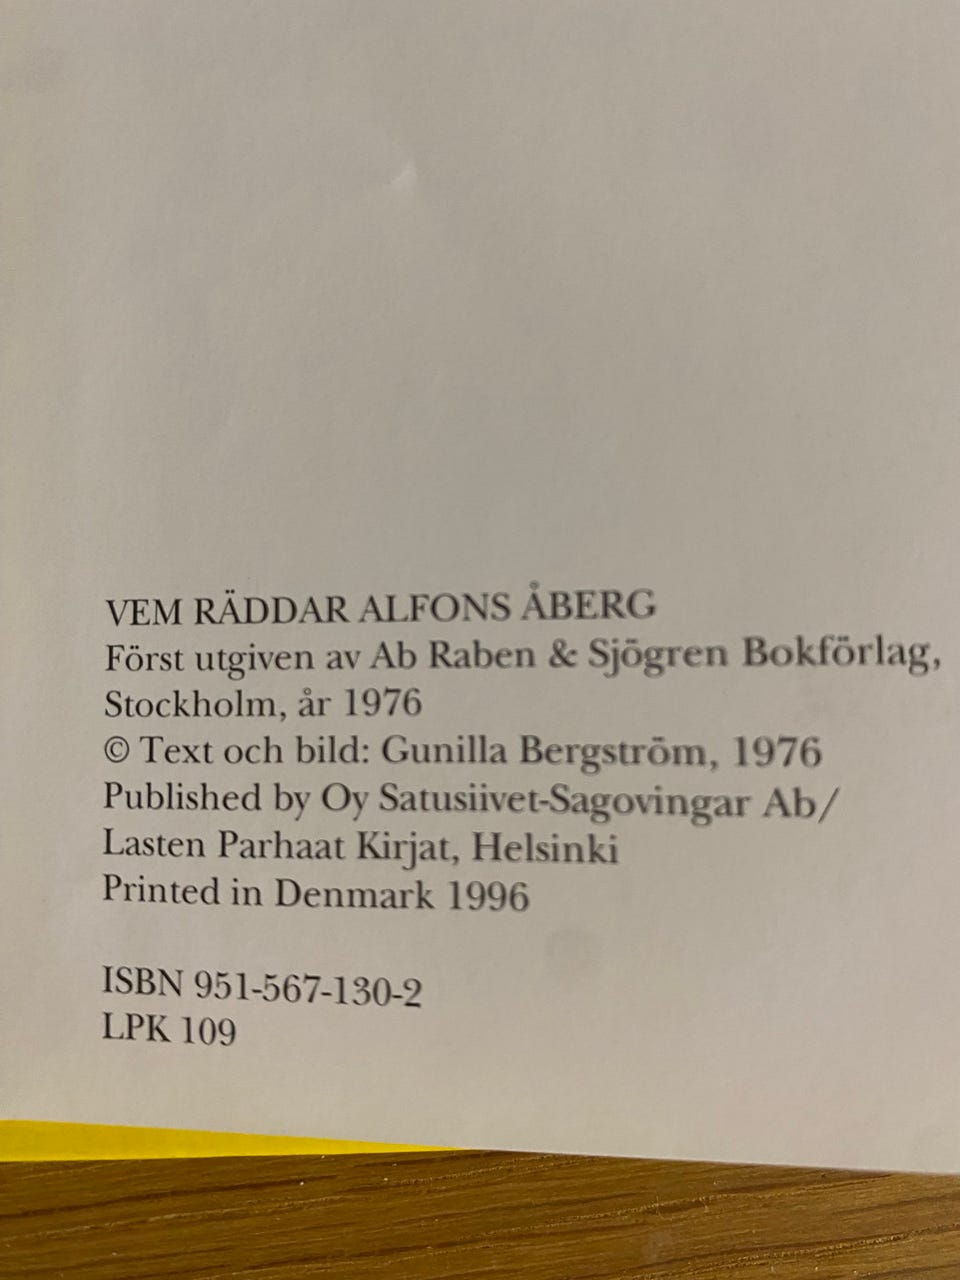 VEM RÄDDAR ALFONS ÅBERG
Först utgiven av Ab Raben & Sjögren Bokförlag,
Stockholm, år 1976
© Text och bild: Gunilla Bergström, 1976
Published by Oy Satusiivet-Sagovingar Ab/
Lasten Parhaat Kirjat, Helsinki
Printed in Denmark 1996
ISBN 951-567-130-2
LPK 109